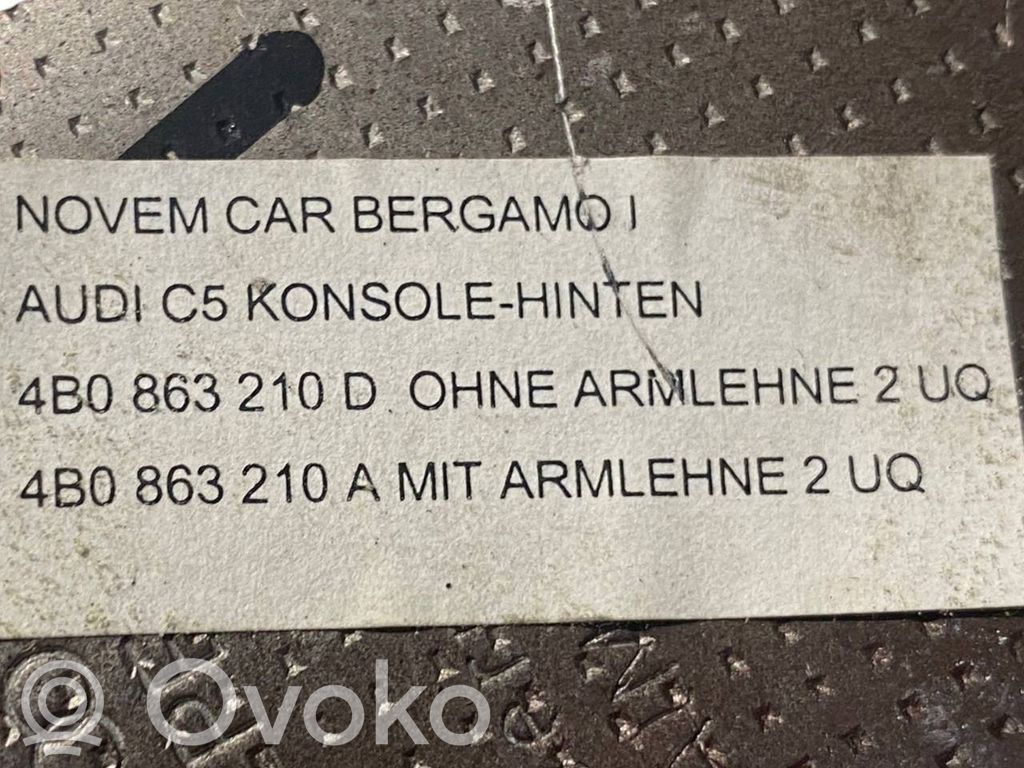 NOVEM CAR BERGAMO I
AUDI C5 KONSOLE-HINTEN
4B0 863 210 D OHNE ARMLEHNE 2 UQ
4B0 863 210 A MIT ARMLEHNE 2 UQ
© Ovoko